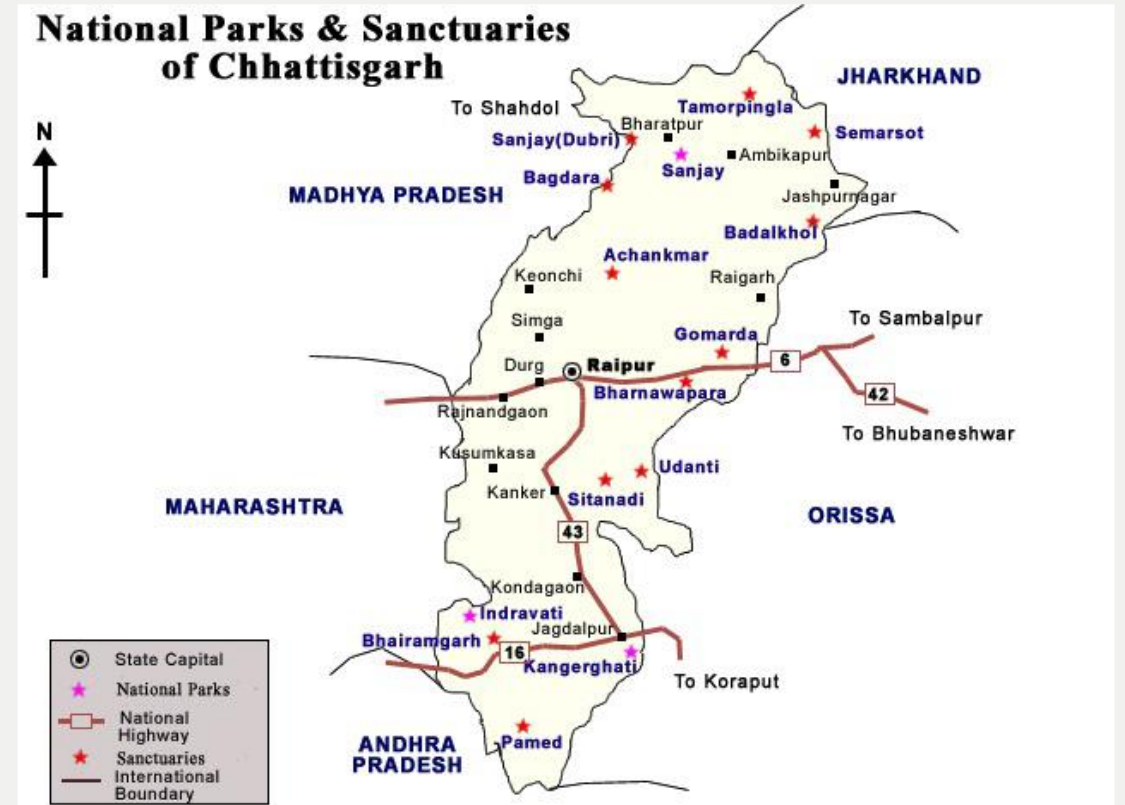 National Parks & Sanctuaries
of Chhattisgarh
JHARKHAND
To Shahdol
Tamorpingla
N
Bharatpur
Semarsot
Sanjay(Dubri)
Ambikapur
Sanjay
Bagdara
MADHYA PRADESH
Jashpurnagar
Badalkhol
Achankmar
Keonchi
Raigarh
Simga
To Sambalpur
Gomarda
Durg
Raipur
6
Bharnawapara
42
Rajnandgaon
To Bhubaneshwar
Kusumkasa
Udanti
Kanker
Sitanadi
MAHARASHTRA
ORISSA
43
Kondagaon
Indravati
Jagdalpur
Bhairamgarh
16
Kangerghati
To Koraput
State Capital
National Parks
National
Highway
Sanctuaries
International
Boundary
Pamed
ANDHRA
PRADESH